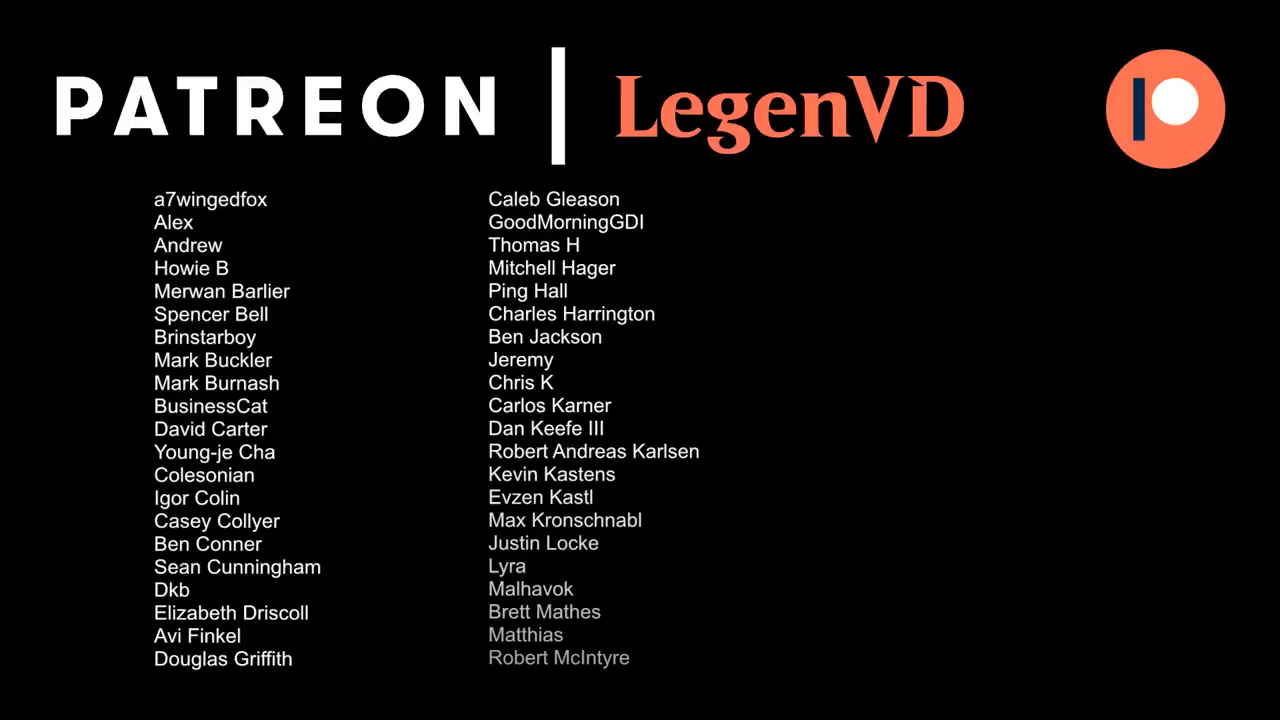 PATREON | LegenVD
a7wingedfox
Alex
Andrew
Howie B
Merwan Barlier
Spencer Bell
Brinstarboy
Mark Buckler
Mark Burnash
BusinessCat
David Carter
Young-je Cha
Colesonian
Igor Colin
Casey Collyer
Ben Conner
Sean Cunningham
Dkb
Elizabeth Driscoll
Avi Finkel
Douglas Griffith
Caleb Gleason
GoodMorningGDI
Thomas H
Mitchell Hager
Ping Hall
Charles Harrington
Ben Jackson
Jeremy
Chris K
Carlos Karner
Dan Keefe III
Robert Andreas Karlsen
Kevin Kastens
Evzen Kastl
Max Kronschnabl
Justin Locke
Lyra
Malhavok
Brett Mathes
Matthias
Robert McIntyre